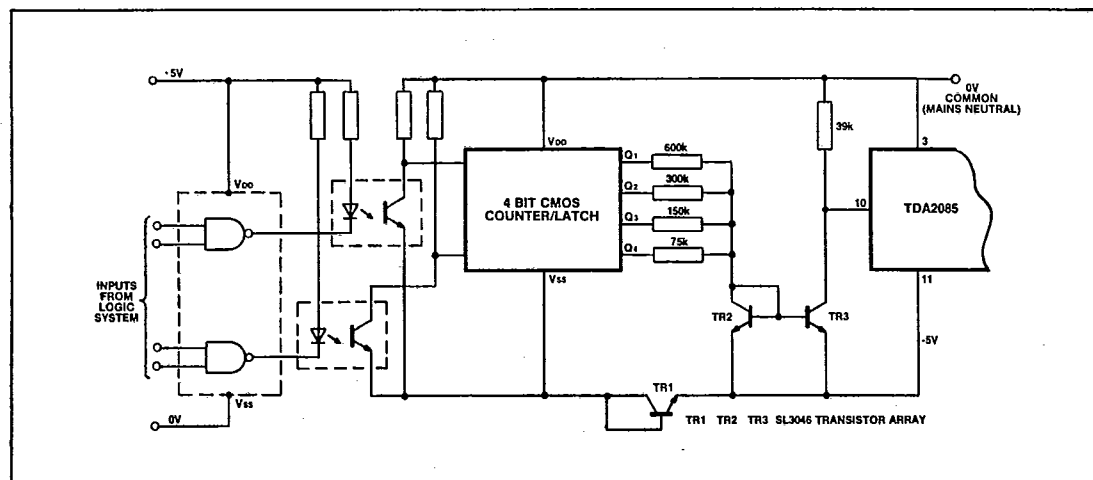 +5V
0V
COMMON
(MAINS NEUTRAL)
39k
3
VDD
VDD
Q1
600k
4 BIT CMOS
COUNTER/LATCH
Q2
300k
10
TDA2085
Q3
150k
Q4
75k
INPUTS
FROM
LOGIC
SYSTEM
VSS
11
TR2
TR3
-5V
VSS
TR1
0V
TR1 TR2 TR3 SL3046 TRANSISTOR ARRAY